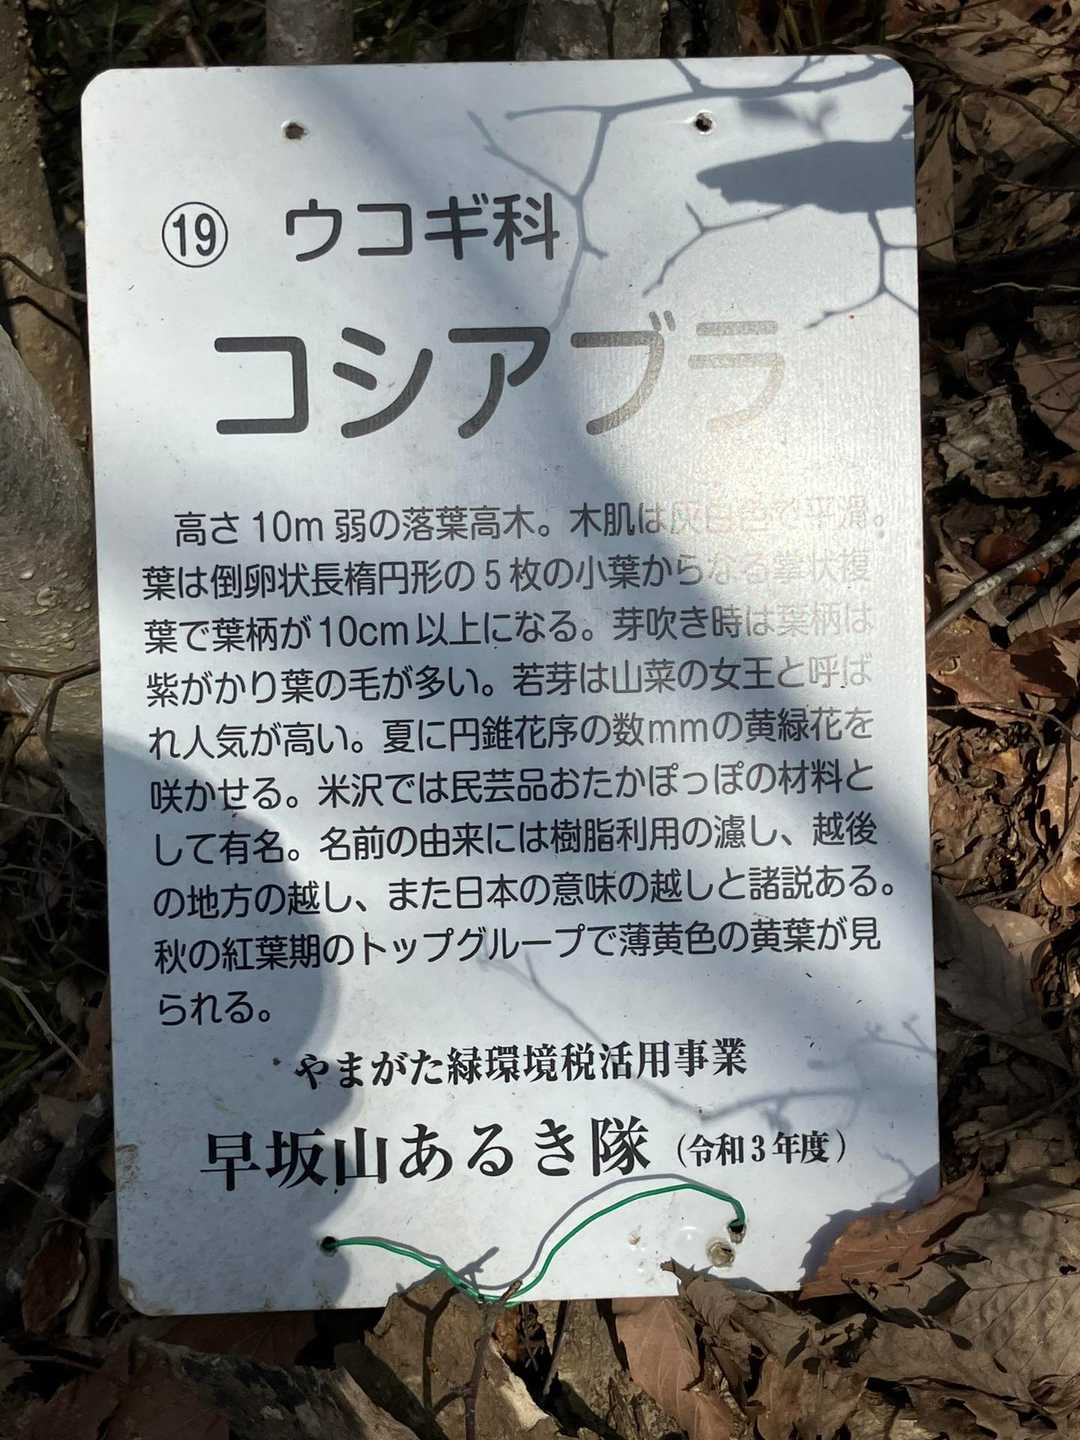 ⑲ ウコギ科
コシアブラ
高さ10m弱の落葉高木。木肌は灰白色で平滑。
葉は倒卵状長楕円形の5枚の小葉からなる掌状複
葉で葉柄が10cm以上になる。芽吹き時は葉柄は
紫がかり葉の毛が多い。若芽は山菜の女王と呼ば
れ人気が高い。夏に円錐花序の数mmの黄緑花を
咲かせる。米沢では民芸品おたかぽっぽの材料と
して有名。名前の由来には樹脂利用の濾し、越後
の地方の越し、また日本の意味の越しと諸説ある。
秋の紅葉期のトップグループで薄黄色の黄葉が見
られる。
やまがた緑環境税活用事業
早坂山あるき隊（令和3年度）